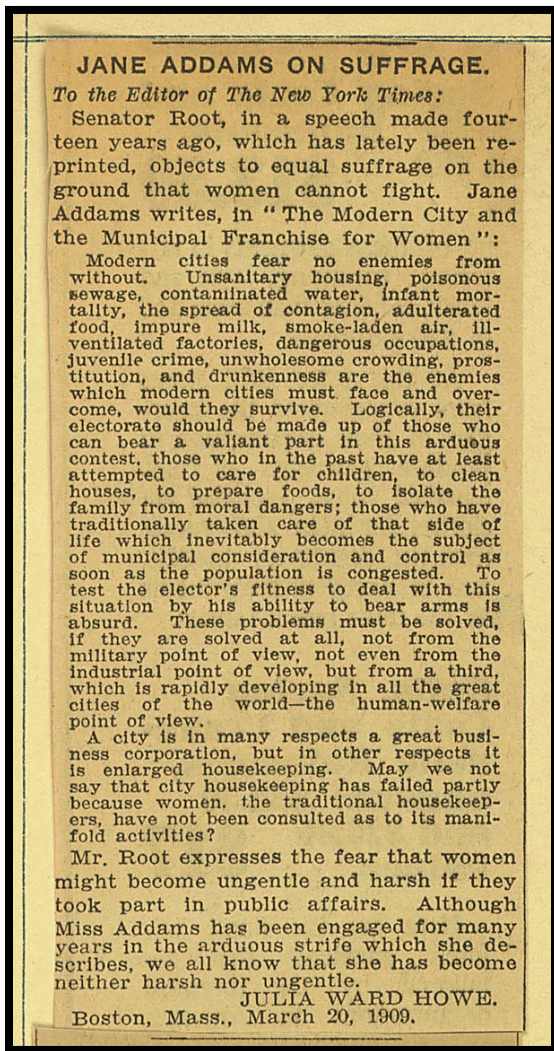 JANE ADDAMS ON SUFFRAGE.
To the Editor of The New York Times:
Senator Root, in a speech made four-
teen years ago, which has lately been re-
printed, objects to equal suffrage on the
ground that women cannot fight. Jane
Addams writes, in “ The Modern City and
the Municipal Franchise for Women ”:
Modern cities fear no enemies from
without. Unsanitary housing, poisonous
sewage, contaminated water, infant mor-
tality, the spread of contagion, adulterated
food, impure milk, smoke-laden air, ill-
ventilated factories, dangerous occupations,
juvenile crime, unwholesome crowding, pros-
titution, and drunkenness are the enemies
which modern cities must face and over-
come, would they survive. Logically, their
electorate should be made up of those who
can bear a valiant part in this arduous
contest, those who in the past have at least
attempted to care for children, to clean
houses, to prepare foods, to isolate the
family from moral dangers; those who have
traditionally taken care of that side of
life which inevitably becomes the subject
of municipal consideration and control as
soon as the population is congested. To
test the elector's fitness to deal with this
situation by his ability to bear arms is
absurd. These problems must be solved,
if they are solved at all, not from the
military point of view, not even from the
industrial point of view, but from a third,
which is rapidly developing in all the great
cities of the world—the human-welfare
point of view.
A city is in many respects a great busi-
ness corporation, but in other respects it
is enlarged housekeeping. May we not
say that city housekeeping has failed partly
because women, the traditional housekeep-
ers, have not been consulted as to its mani-
fold activities?
Mr. Root expresses the fear that women
might become ungentle and harsh if they
took part in public affairs. Although
Miss Addams has been engaged for many
years in the arduous strife which she de-
scribes, we all know that she has become
neither harsh nor ungentle.
JULIA WARD HOWE.
Boston, Mass., March 20, 1909.